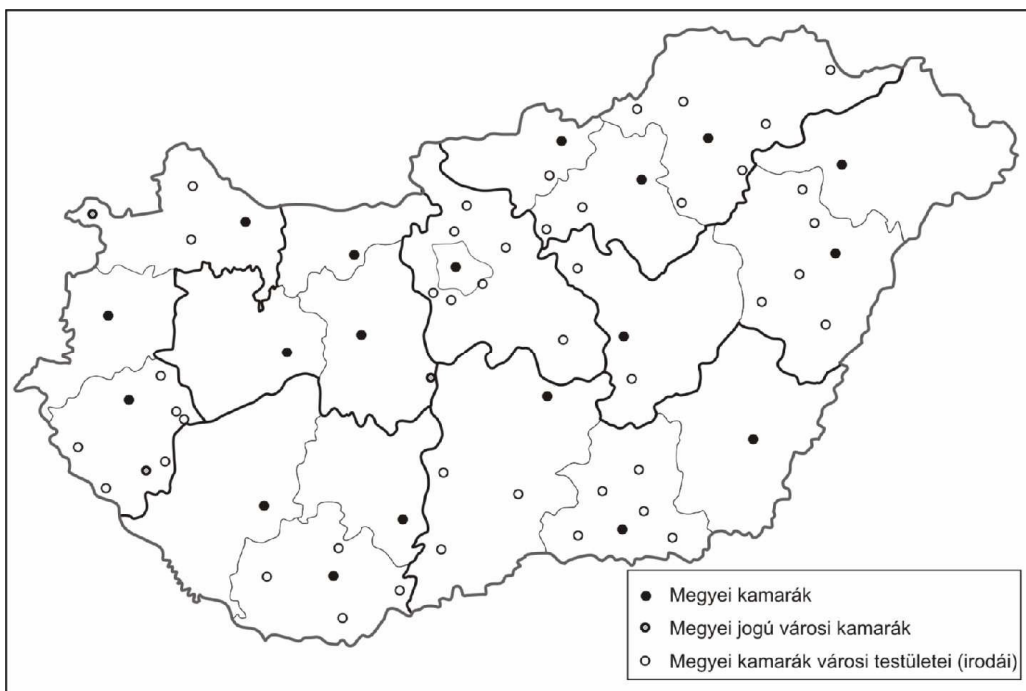 Megyei kamarák
Megyei jogú városi kamarák
Megyei kamarák városi testületei (irodái)